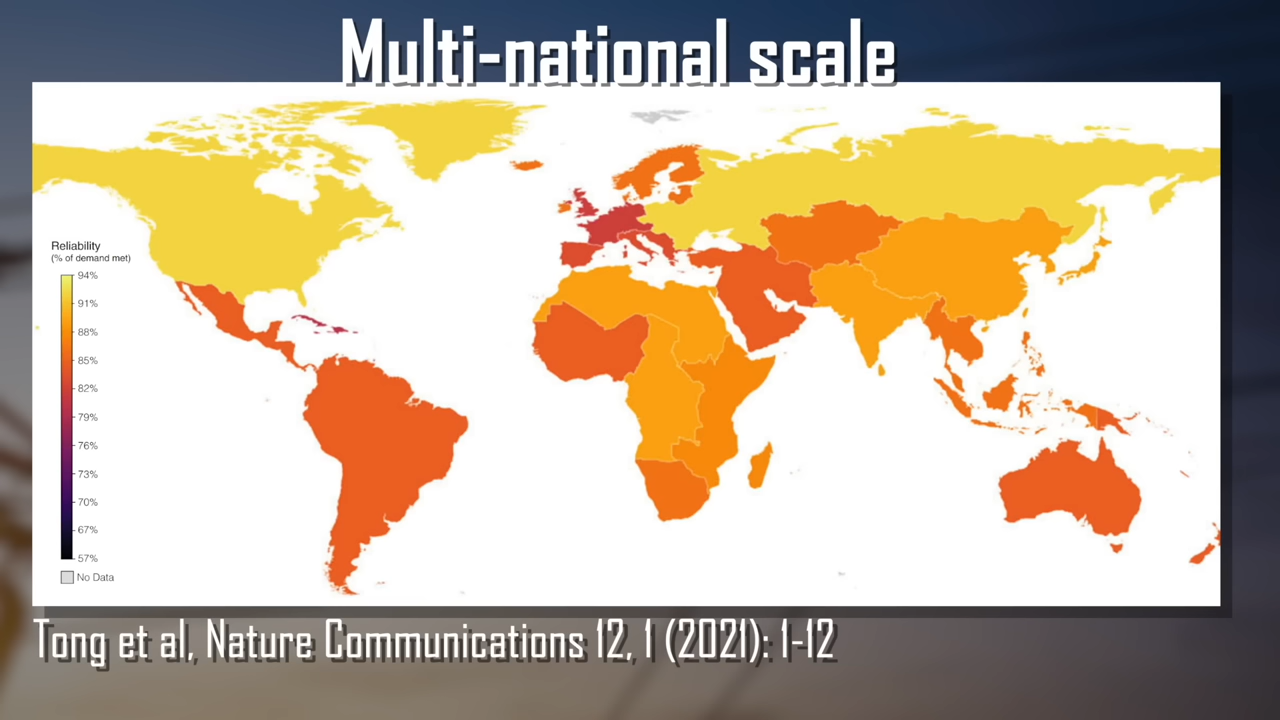 Multi-national scale
Reliability
(% of demand met)
94%
91%
88%
85%
82%
79%
76%
73%
70%
67%
57%
No Data
Tong et al, Nature Communications 12, 1 (2021): 1-12